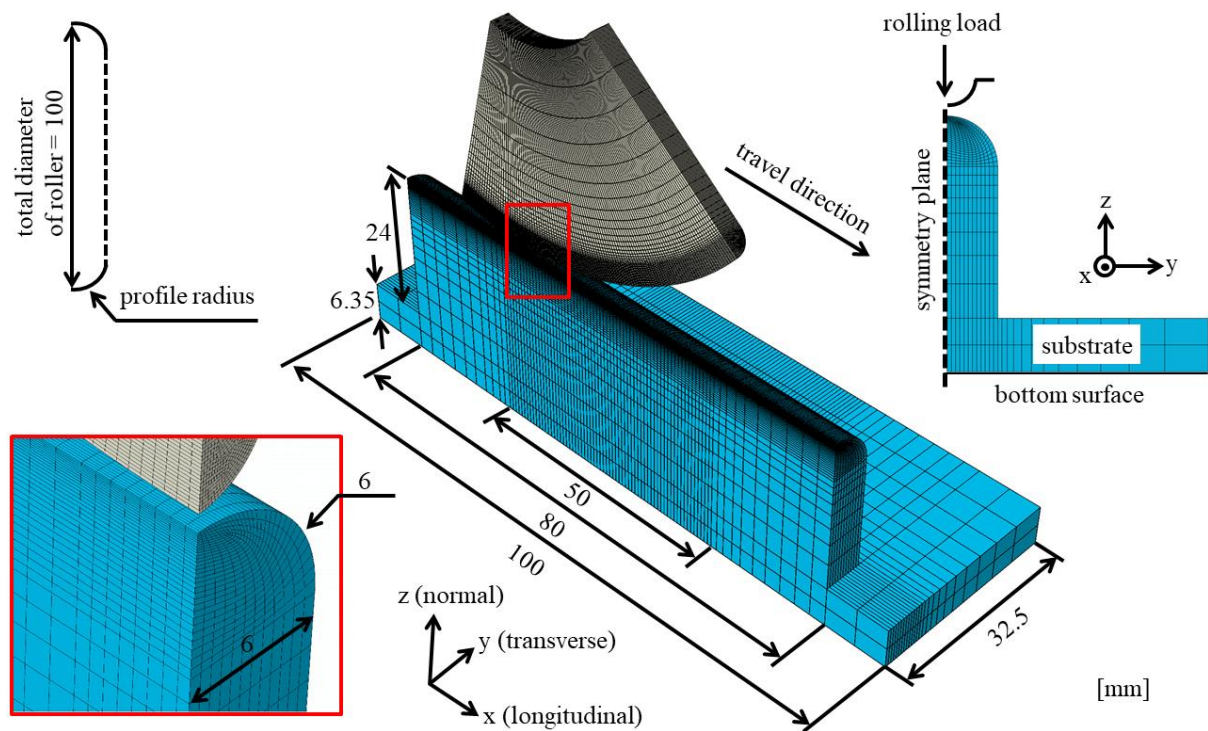 total diameter
of roller = 100
profile radius
24
6.35
travel direction
rolling load
symmetry plane
z
x
y
substrate
bottom surface
6
6
50
80
100
32.5
z (normal)
y (transverse)
x (longitudinal)
[mm]